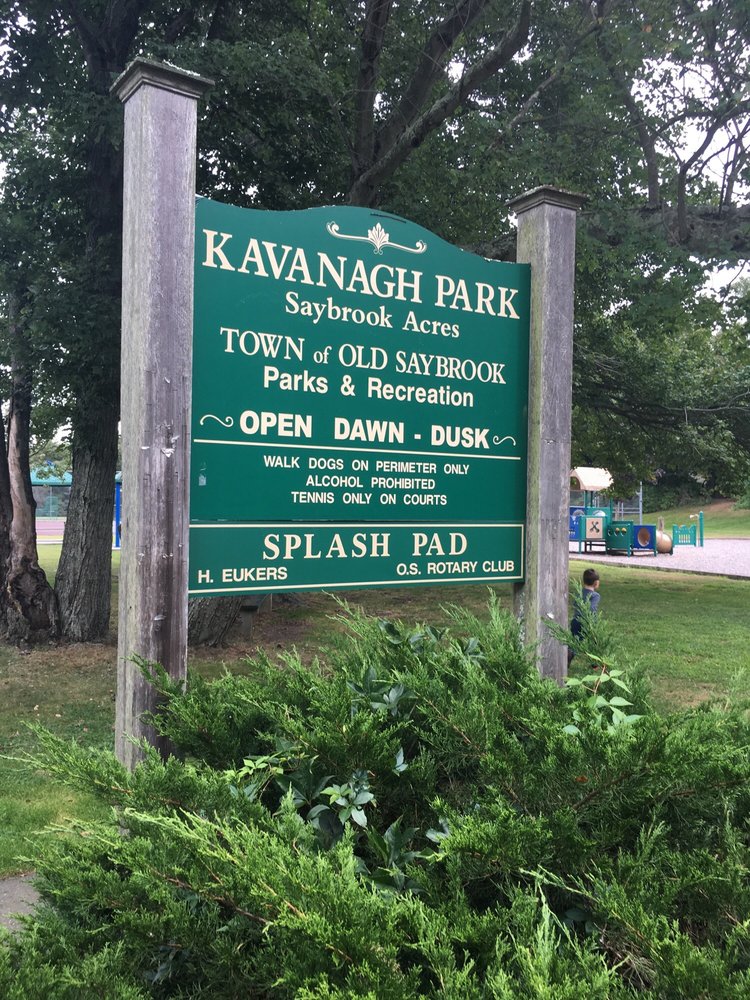 KAVANAGH PARK
Saybrook Acres
TOWN of OLD SAYBROOK
Parks & Recreation
OPEN DAWN - DUSK
WALK DOGS ON PERIMETER ONLY
ALCOHOL PROHIBITED
TENNIS ONLY ON COURTS
SPLASH PAD
H. EUKERS O.S. ROTARY CLUB